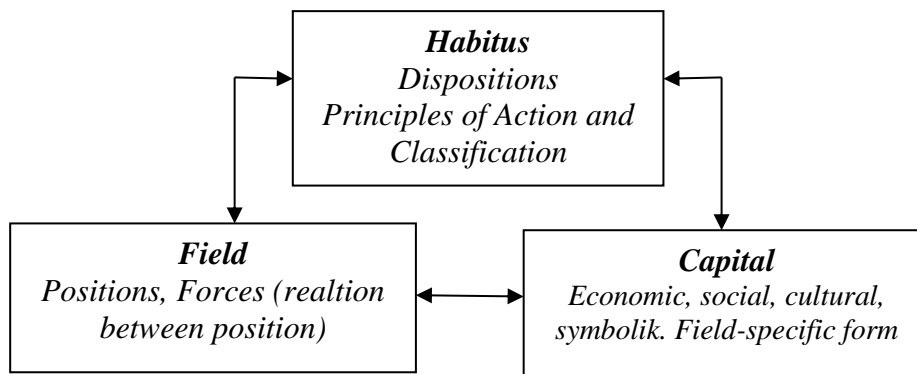 Habitus
Dispositions
Principles of Action and
Classification
Field
Positions, Forces (realtion
between position)
Capital
Economic, social, cultural,
symbolik. Field-specific form